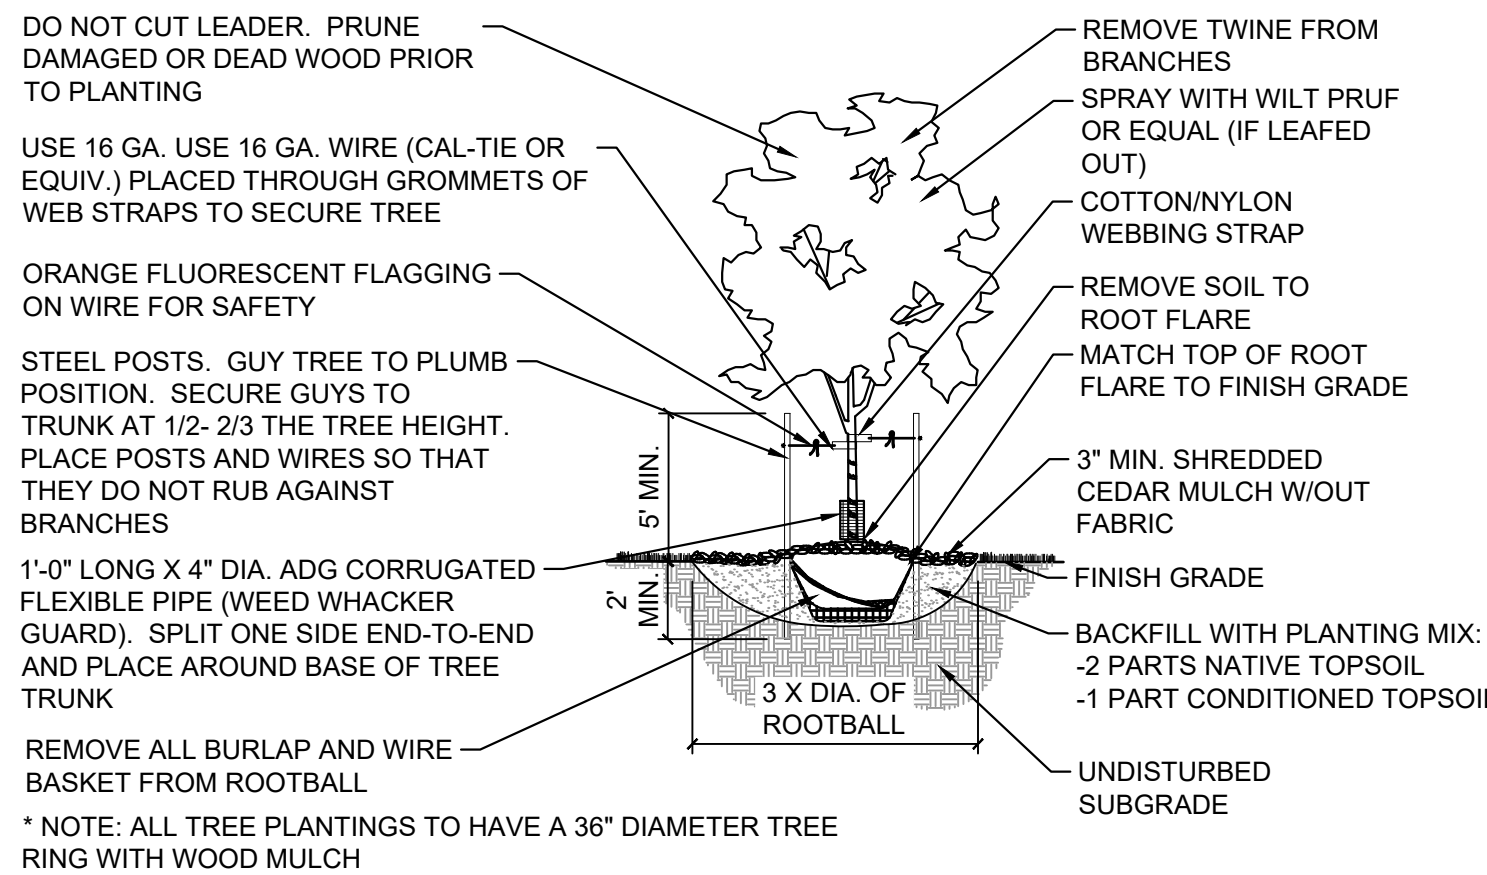 DO NOT CUT LEADER. PRUNE
DAMAGED OR DEAD WOOD PRIOR
TO PLANTING
USE 16 GA. USE 16 GA. WIRE (CAL-TIE OR
EQUIV.) PLACED THROUGH GROMMETS OF
WEB STRAPS TO SECURE TREE
ORANGE FLUORESCENT FLAGGING
ON WIRE FOR SAFETY
STEEL POSTS. GUY TREE TO PLUMB
POSITION. SECURE GUYS TO
TRUNK AT 1/2- 2/3 THE TREE HEIGHT.
PLACE POSTS AND WIRES SO THAT
THEY DO NOT RUB AGAINST
BRANCHES
1'-0" LONG X 4" DIA. ADG CORRUGATED
FLEXIBLE PIPE (WEED WHACKER
GUARD). SPLIT ONE SIDE END-TO-END
AND PLACE AROUND BASE OF TREE
TRUNK
REMOVE ALL BURLAP AND WIRE
BASKET FROM ROOTBALL
* NOTE: ALL TREE PLANTINGS TO HAVE A 36" DIAMETER TREE
RING WITH WOOD MULCH
5' MIN.
2'
MIN.
3 X DIA. OF
ROOTBALL
REMOVE TWINE FROM
BRANCHES
SPRAY WITH WILT PRUF
OR EQUAL (IF LEAFED
OUT)
COTTON/NYLON
WEBBING STRAP
REMOVE SOIL TO
ROOT FLARE
MATCH TOP OF ROOT
FLARE TO FINISH GRADE
3" MIN. SHREDDED
CEDAR MULCH W/OUT
FABRIC
FINISH GRADE
BACKFILL WITH PLANTING MIX:
-2 PARTS NATIVE TOPSOIL
-1 PART CONDITIONED TOPSOIL
UNDISTURBED
SUBGRADE